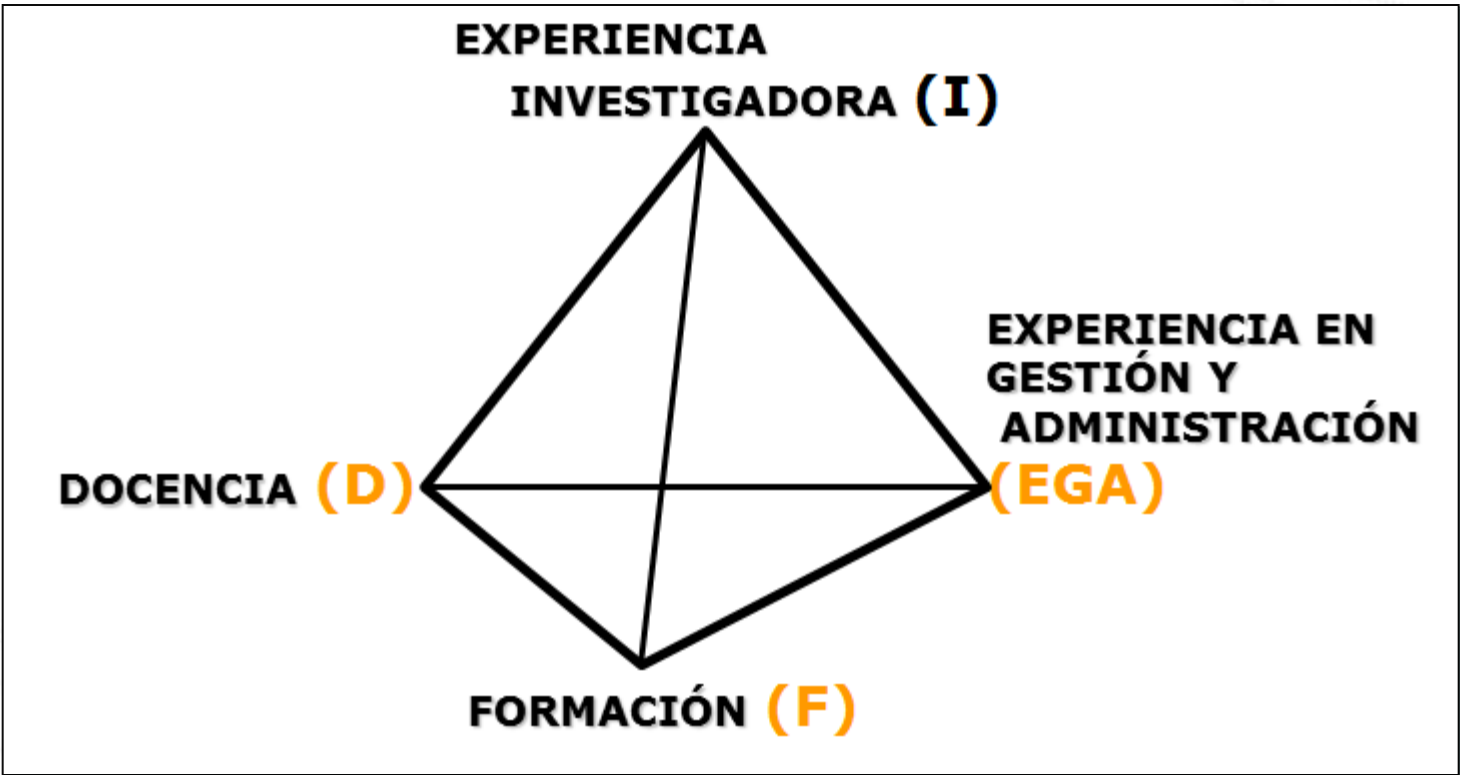 EXPERIENCIA
INVESTIGADORA (I)
EXPERIENCIA EN
GESTIÓN Y
ADMINISTRACIÓN
(EGA)
DOCENCIA (D)
FORMACIÓN (F)